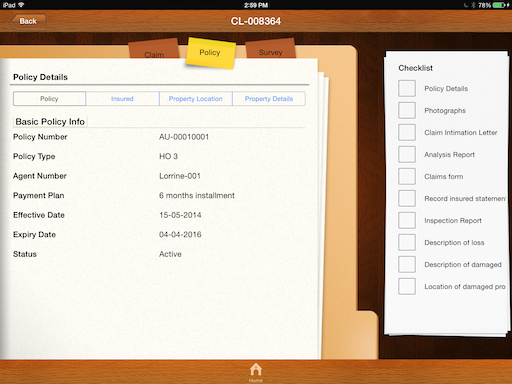 iPad 2:59 PM 78%
Back CL-008364
Claim Policy Survey
Policy Details
Policy Insured Property Location Property Details
Basic Policy Info
Policy Number AU-00010001
Policy Type HO 3
Agent Number Lorrine-001
Payment Plan 6 months installment
Effective Date 15-05-2014
Expiry Date 04-04-2016
Status Active
Checklist
Policy Details
Photographs
Claim Intimation Letter
Analysis Report
Claims form
Record insured statemen
Inspection Report
Description of loss
Description of damaged
Location of damaged pro
Home